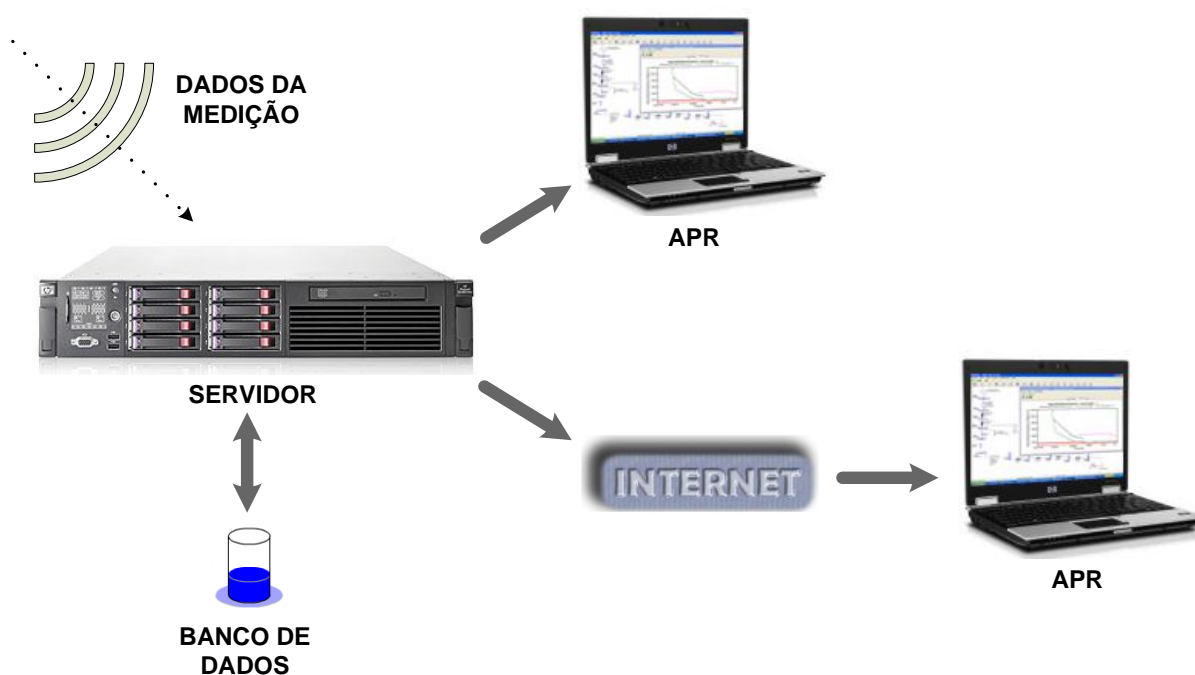 DADOS DA
MEDIÇÃO
APR
SERVIDOR
INTERNET
APR
BANCO DE
DADOS